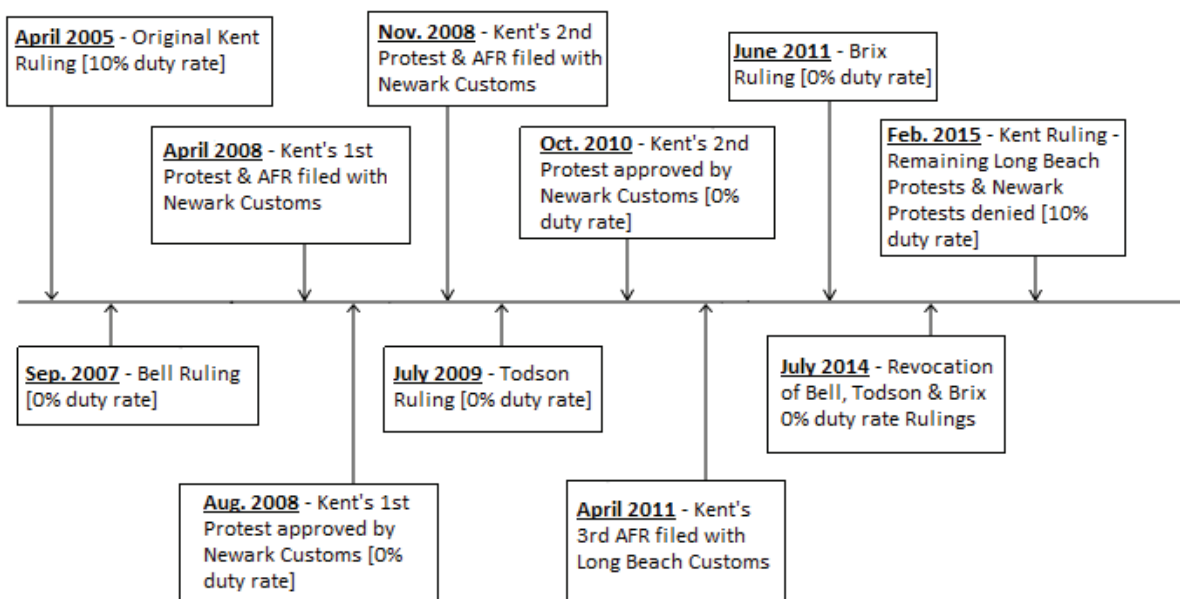 April 2005 - Original Kent
Ruling [10% duty rate]
April 2008 - Kent's 1st
Protest & AFR filed with
Newark Customs
Nov. 2008 - Kent's 2nd
Protest & AFR filed with
Newark Customs
Oct. 2010 - Kent's 2nd
Protest approved by
Newark Customs [0%
duty rate]
June 2011 - Brix
Ruling [0% duty rate]
Feb. 2015 - Kent Ruling -
Remaining Long Beach
Protests & Newark
Protests denied [10%
duty rate]
Sep. 2007 - Bell Ruling
[0% duty rate]
Aug. 2008 - Kent's 1st
Protest approved by
Newark Customs [0%
duty rate]
July 2009 - Todson
Ruling [0% duty rate]
April 2011 - Kent's
3rd AFR filed with
Long Beach Customs
July 2014 - Revocation
of Bell, Todson & Brix
0% duty rate Rulings